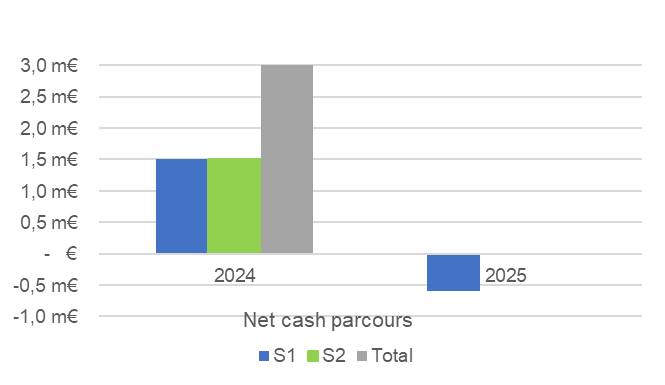 3,0 m€
2,5 m€
2,0 m€
1,5 m€
1,0 m€
0,5 m€
- €
-0,5 m€
-1,0 m€
2024
2025
Net cash parcours
S1 S2 Total